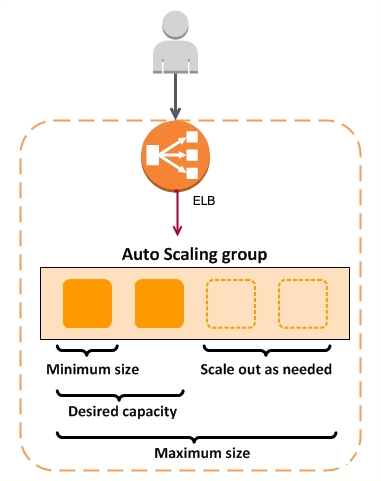 ELB
Auto Scaling group
Minimum size
Scale out as needed
Desired capacity
Maximum size